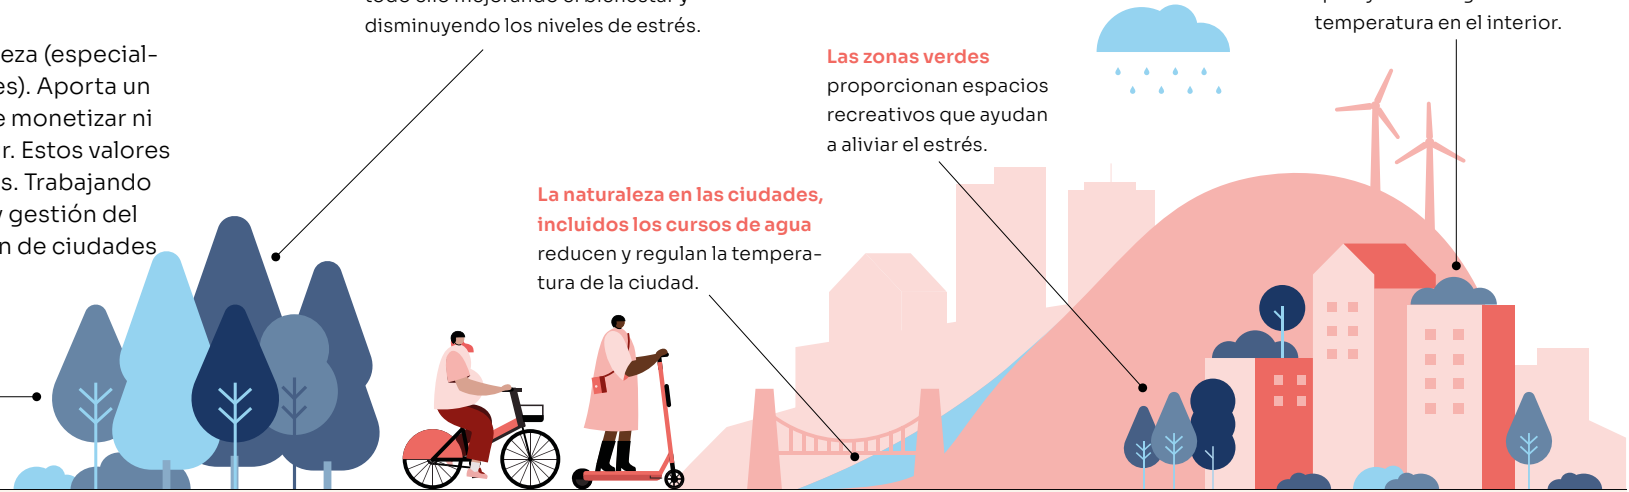 disminuyendo los niveles de estrés.
temperatura en el interior.
eza (especial-
es). Aporta un
e monetizar ni
r. Estos valores
s. Trabajando
y gestión del
n de ciudades
Las zonas verdes
proporcionan espacios
recreativos que ayudan
a aliviar el estrés.
La naturaleza en las ciudades,
incluidos los cursos de agua
reducen y regulan la tempera-
tura de la ciudad.